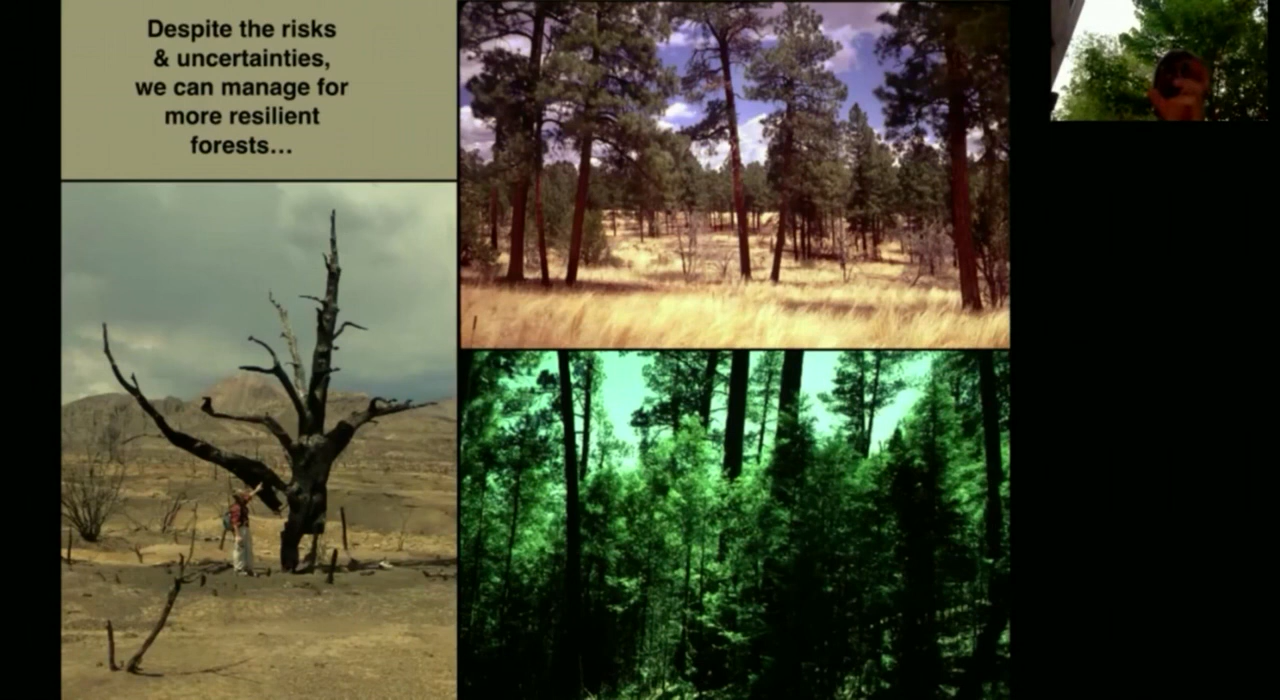 Despite the risks
& uncertainties,
we can manage for
more resilient
forests…